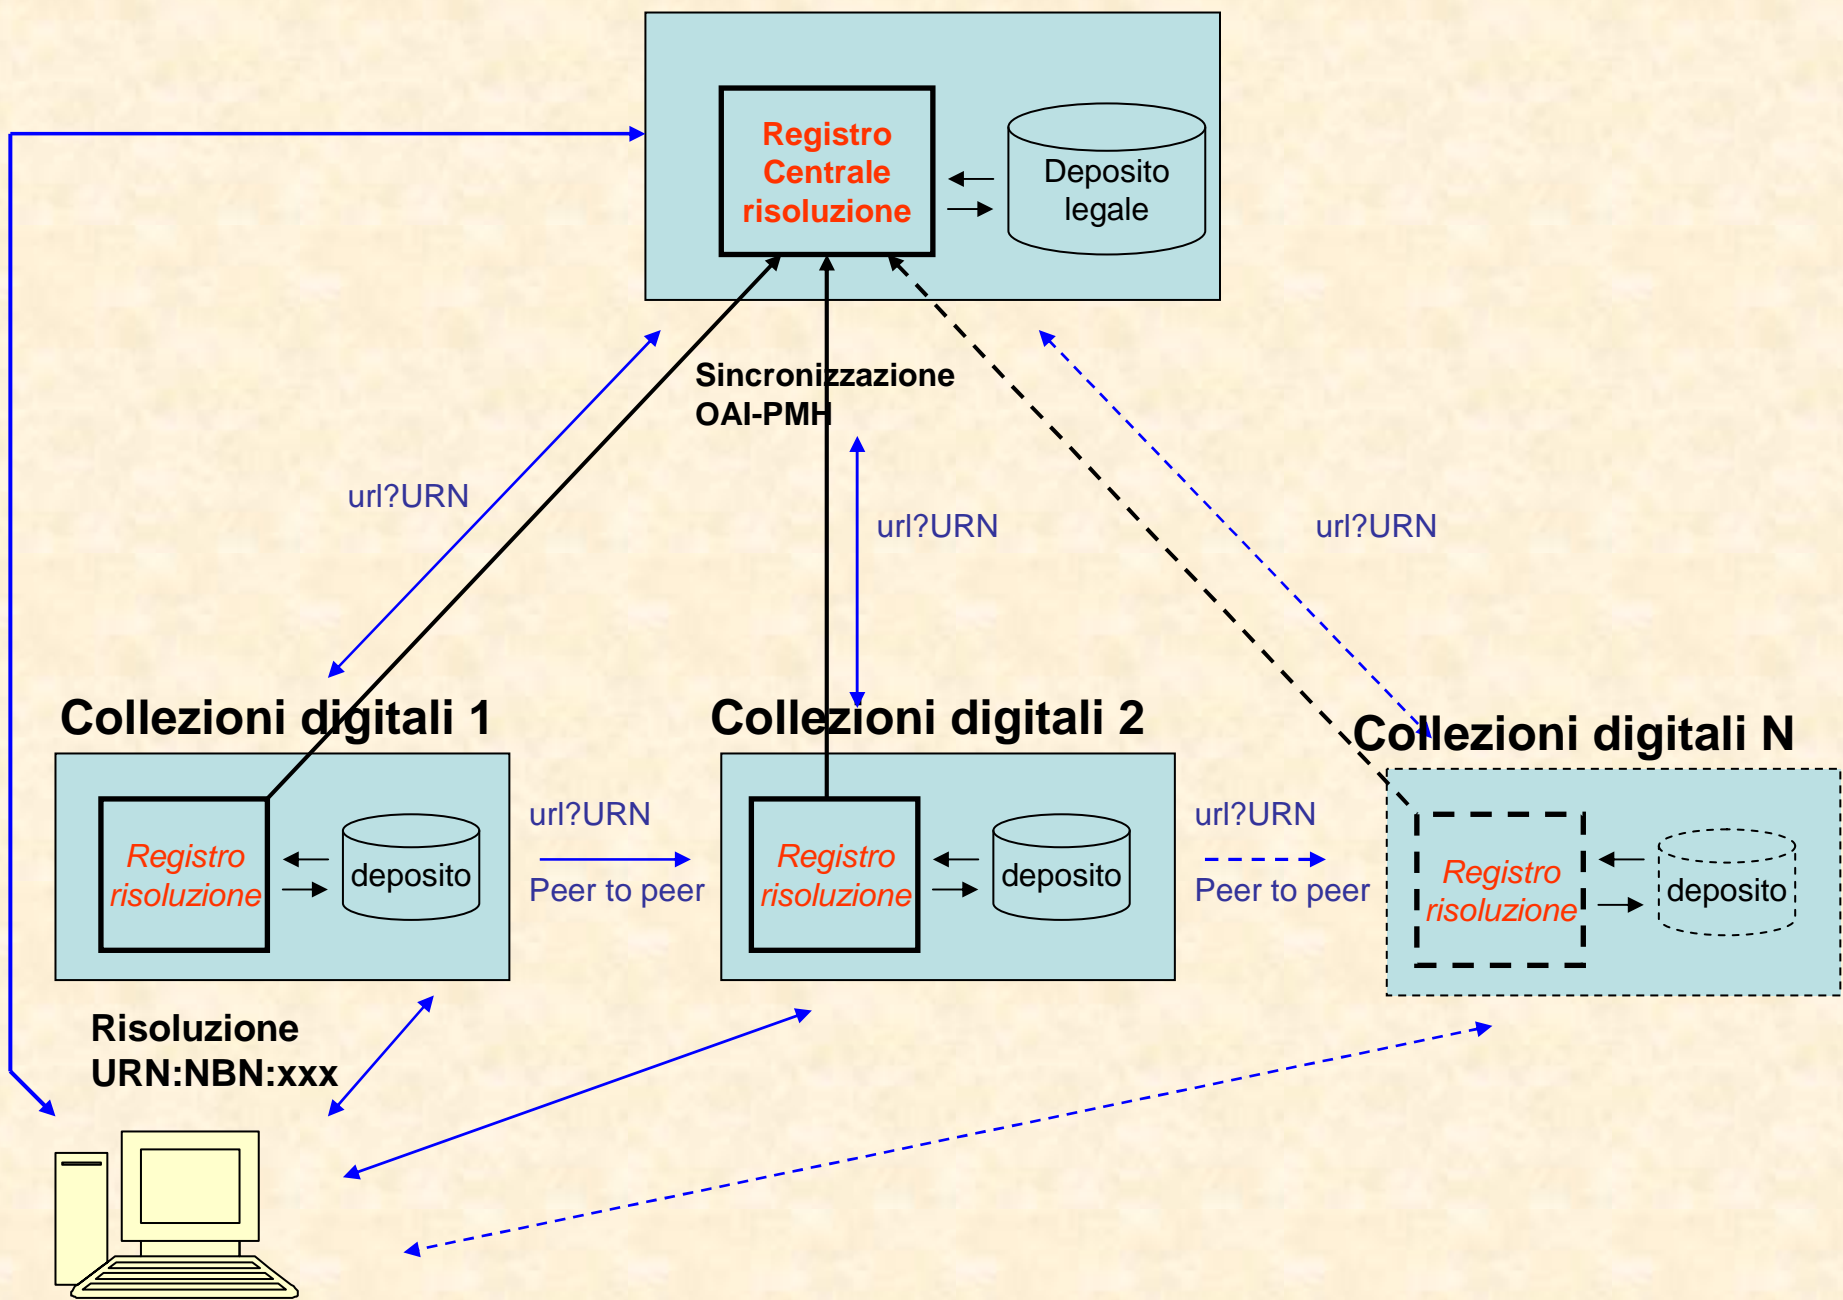 Registro
Centrale
risoluzione
Deposito
legale
Sincronizzazione
OAI-PMH
url?URN
url?URN
url?URN
Collezioni digitali 1
Collezioni digitali 2
Collezioni digitali N
Registro
risoluzione
deposito
url?URN
Peer to peer
Registro
risoluzione
deposito
url?URN
Peer to peer
Registro
risoluzione
deposito
Risoluzione
URN:NBN:xxx